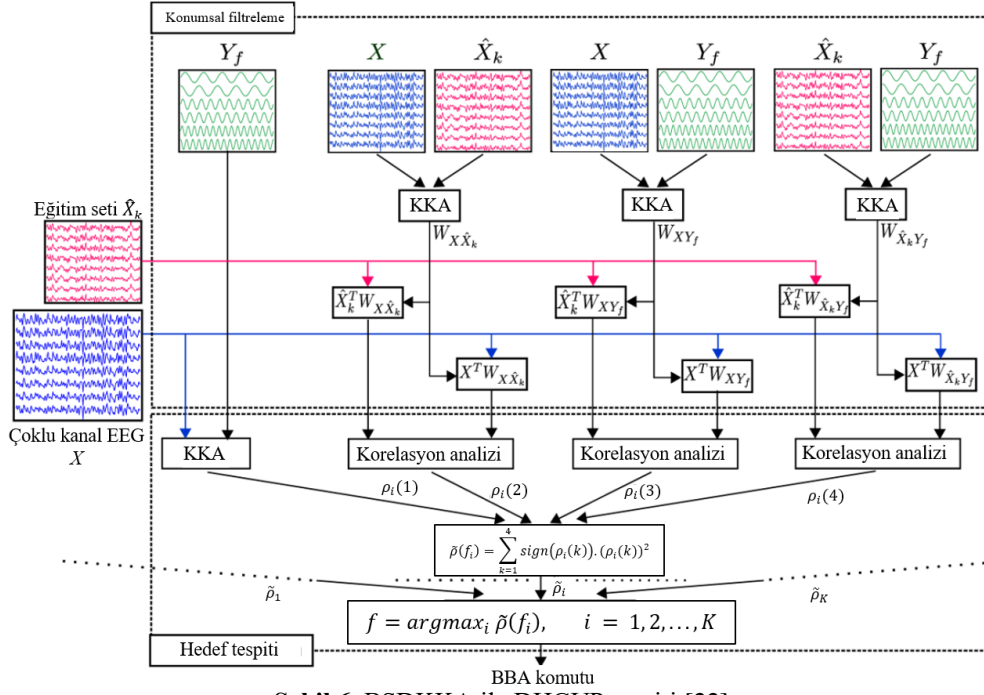 Konumsal filtreleme
Y_f X X̂_k X Y_f X̂_k Y_f
KKA KKA KKA
W_{XX̂_k} W_{XY_f} W_{X̂_kY_f}
Eğitim seti X̂_k
X̂_k^T W_{XX̂_k} X̂_k^T W_{XY_f} X̂_k^T W_{X̂_kY_f}
X^T W_{XX̂_k} X^T W_{XY_f} X^T W_{X̂_kY_f}
Çoklu kanal EEG
X
KKA Korelasyon analizi Korelasyon analizi Korelasyon analizi
ρ_i(1) ρ_i(2) ρ_i(3) ρ_i(4)
ρ̃(f_i) = ∑_{k=1}^{4} sign(ρ_i(k)).(ρ_i(k))²
ρ̃_1 ρ̃_i ρ̃_K
f = argmax_i ρ̃(f_i), i = 1,2,...,K
Hedef tespiti
BBA komutu